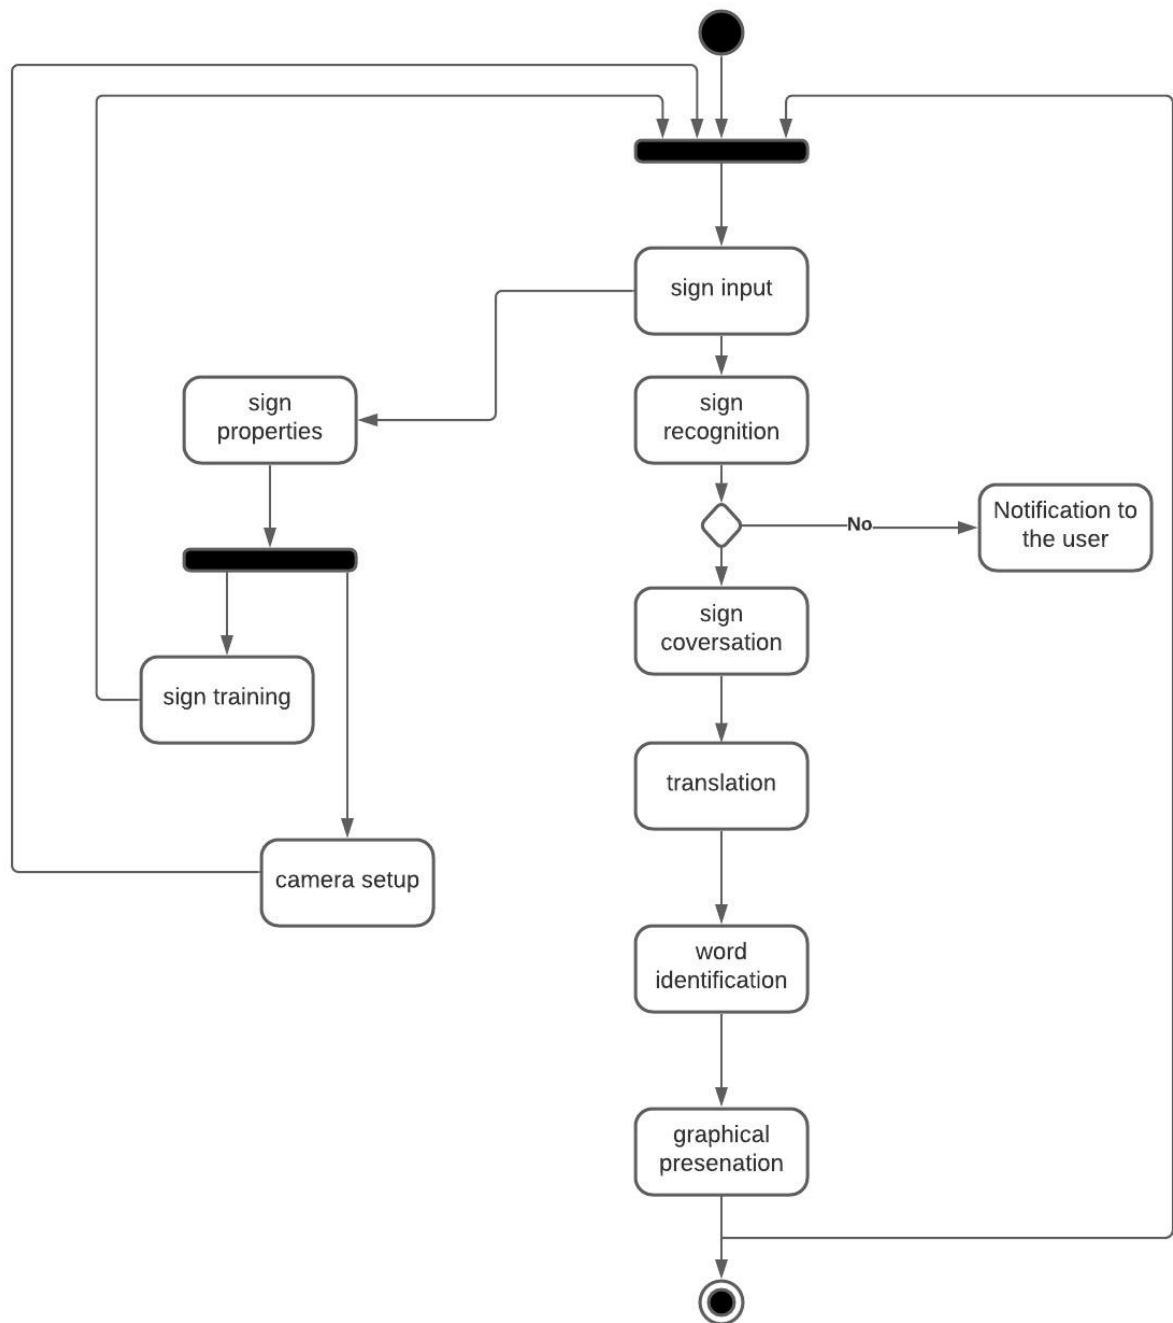 sign input
sign
properties
sign
recognition
No
Notification to
the user
sign
coversation
sign training
translation
camera setup
word
identification
graphical
presenation